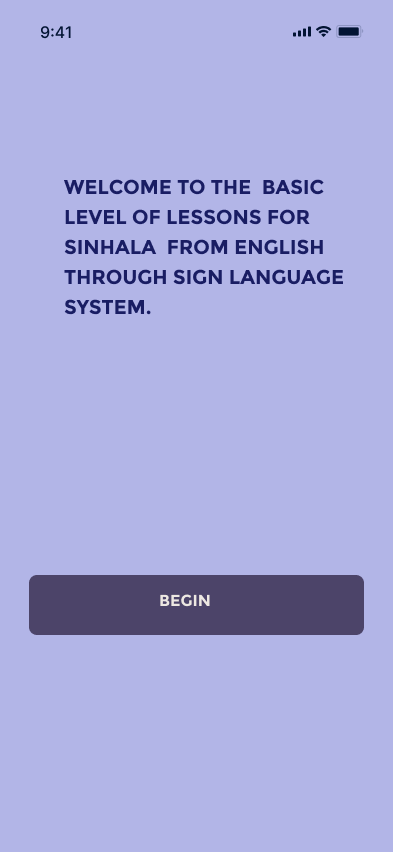 9:41
WELCOME TO THE  BASIC
LEVEL OF LESSONS FOR
SINHALA  FROM ENGLISH
THROUGH SIGN LANGUAGE
SYSTEM.
BEGIN